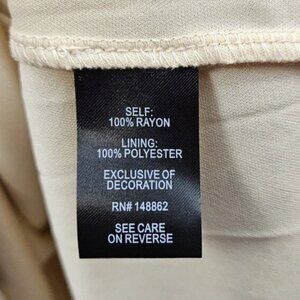 SELF:
100% RAYON
LINING:
100% POLYESTER
EXCLUSIVE OF
DECORATION
RN# 148862
SEE CARE
ON REVERSE